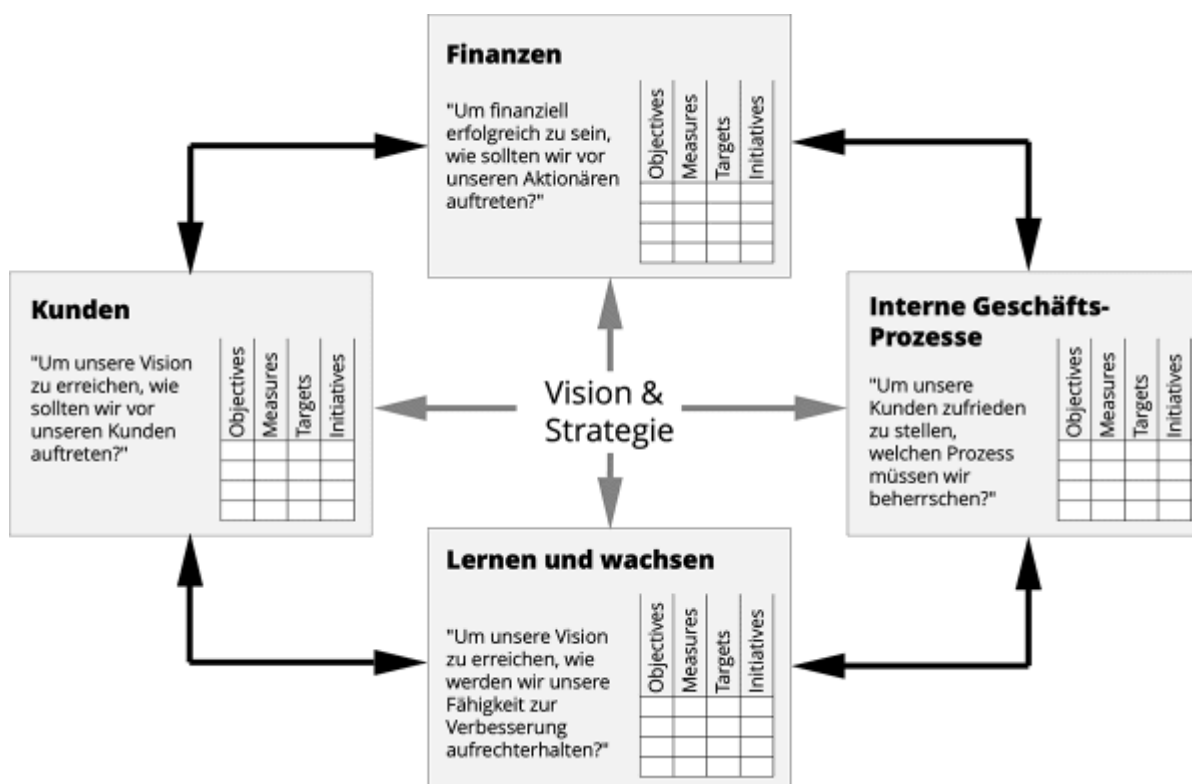 Finanzen
"Um finanziell
erfolgreich zu sein,
wie sollten wir vor
unseren Aktionären
auftreten?"
Objectives
Measures
Targets
Initiatives
Kunden
"Um unsere Vision
zu erreichen, wie
sollten wir vor
unseren Kunden
auftreten?"
Objectives
Measures
Targets
Initiatives
Vision &
Strategie
Interne Geschäfts-
Prozesse
"Um unsere
Kunden zufrieden
zu stellen,
welchen Prozess
müssen wir
beherrschen?"
Objectives
Measures
Targets
Initiatives
Lernen und wachsen
"Um unsere Vision
zu erreichen, wie
werden wir unsere
Fähigkeit zur
Verbesserung
aufrechterhalten?"
Objectives
Measures
Targets
Initiatives